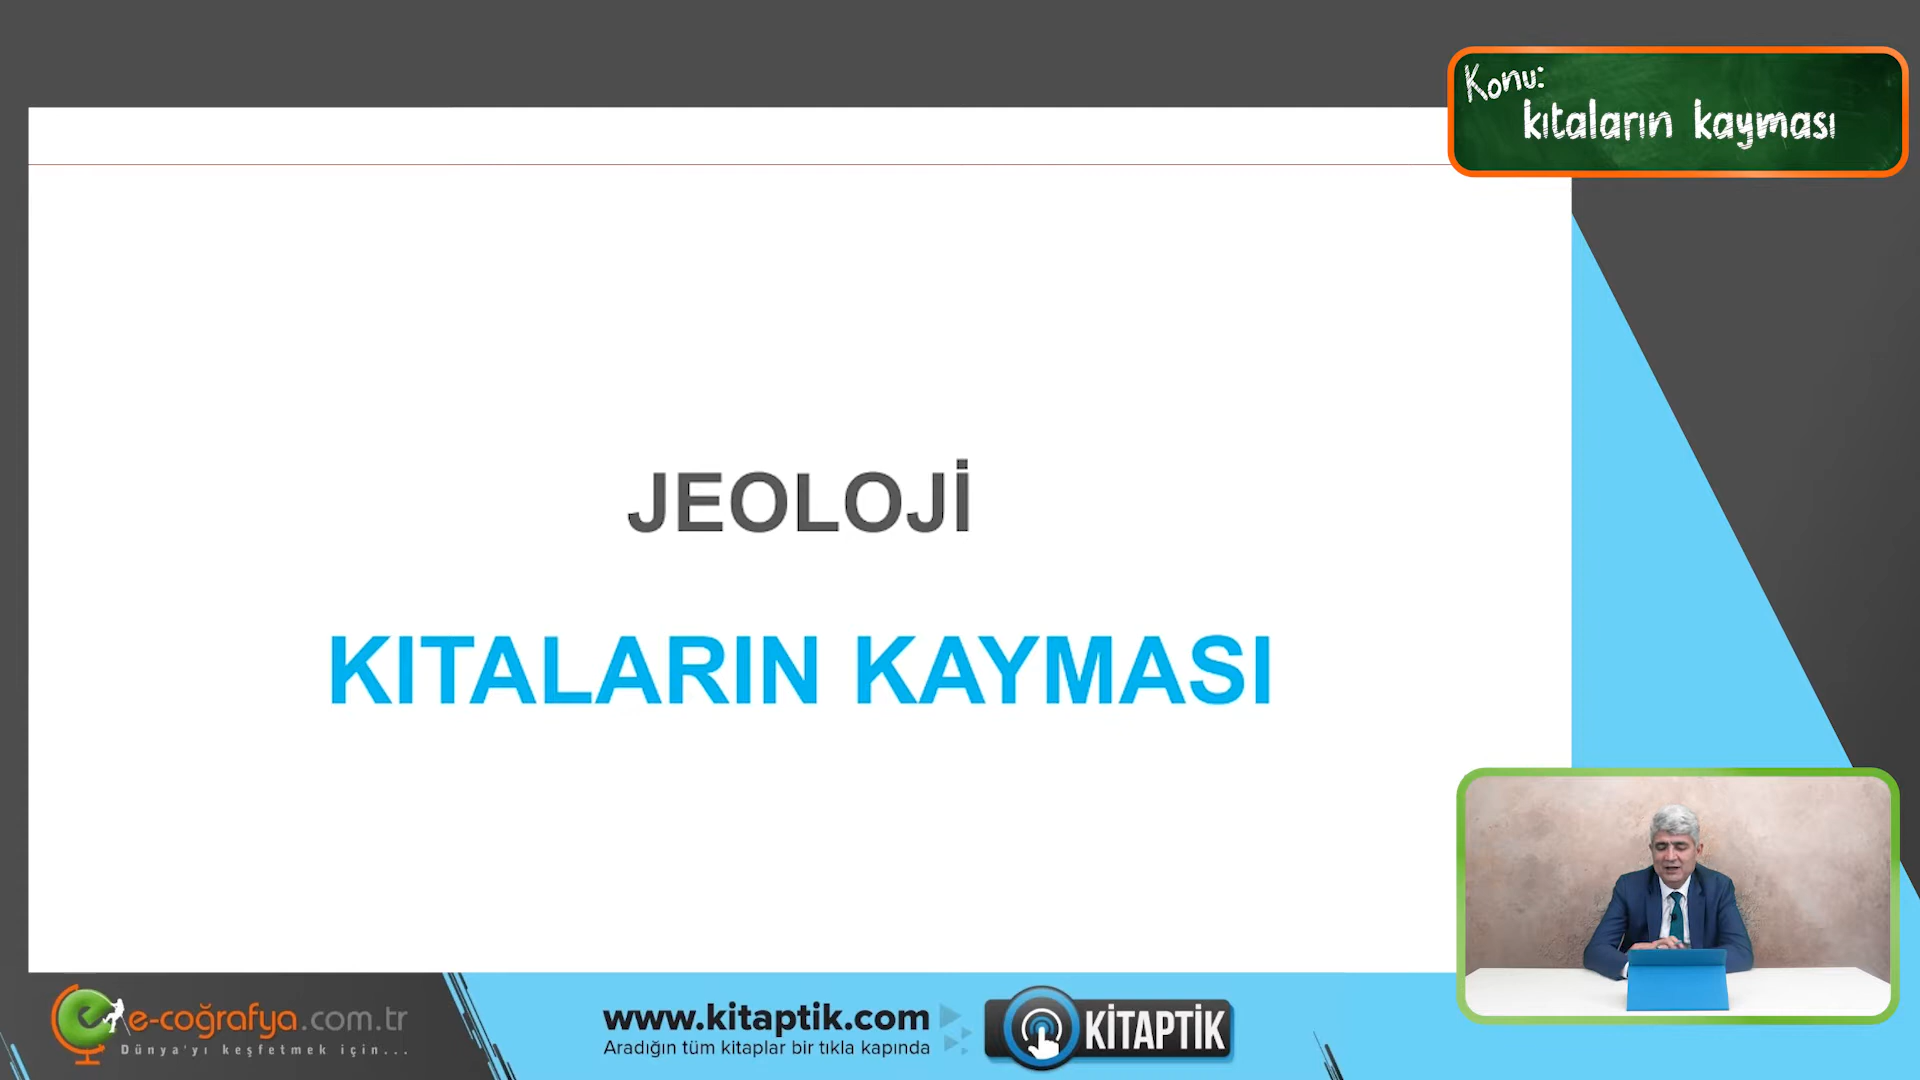 Konu:
kıtaların kayması
JEOLOJİ
KITALARIN KAYMASI
e-coğrafya.com.tr
Dünya'yı keşfetmek için...
www.kitaptik.com
Aradığın tüm kitaplar bir tıkla kapında
KİTAPTIK